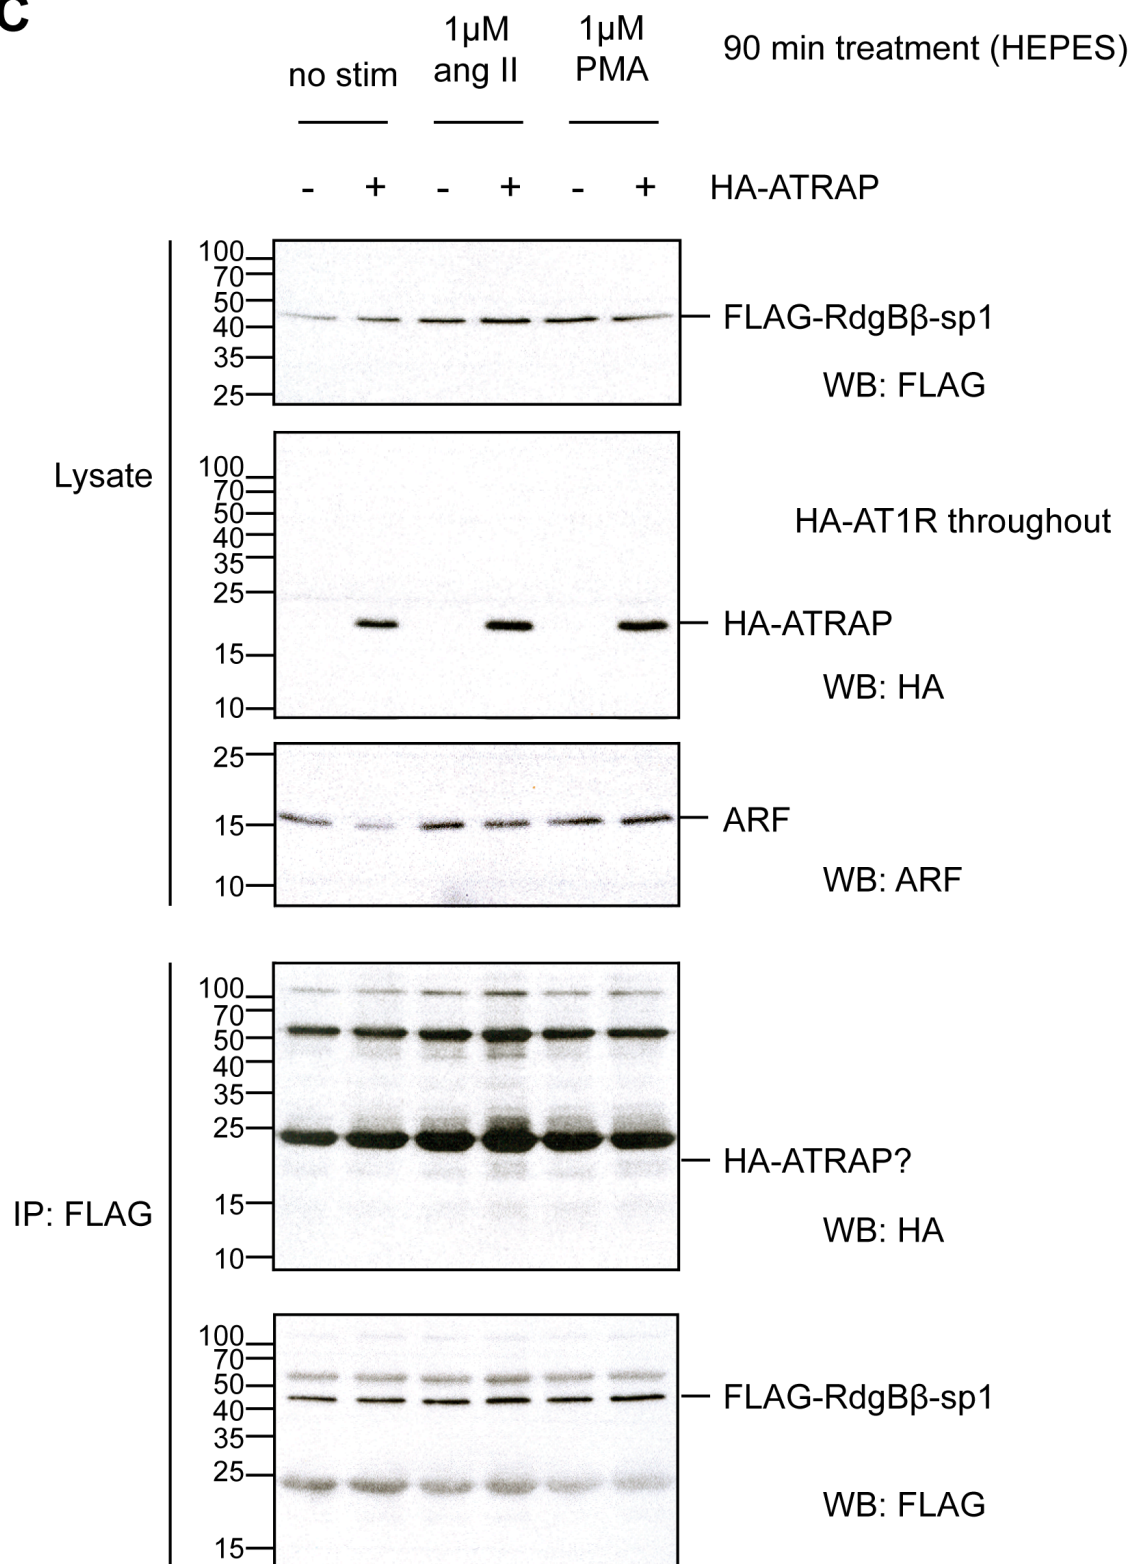 C
1µM 1µM
no stim ang II PMA 90 min treatment (HEPES)
- + - + - + HA-ATRAP
Lysate
100
70
50
40
35
25
FLAG-RdgBβ-sp1
WB: FLAG
100
70
50
40
35
25
15
10
HA-AT1R throughout
HA-ATRAP
WB: HA
25
15
10
ARF
WB: ARF
IP: FLAG
100
70
50
40
35
25
15
10
HA-ATRAP?
WB: HA
100
70
50
40
35
25
15
FLAG-RdgBβ-sp1
WB: FLAG